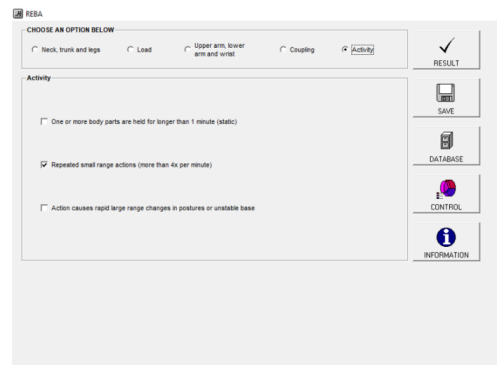 REBA
CHOOSE AN OPTION BELOW
Neck, trunk and legs
Load
Upper arm, lower
arm and wrist
Coupling
Activity
RESULT
Activity
One or more body parts are held for longer than 1 minute (static)
Repeated small range actions (more than 4x per minute)
Action causes rapid large range changes in postures or unstable base
SAVE
DATABASE
CONTROL
INFORMATION